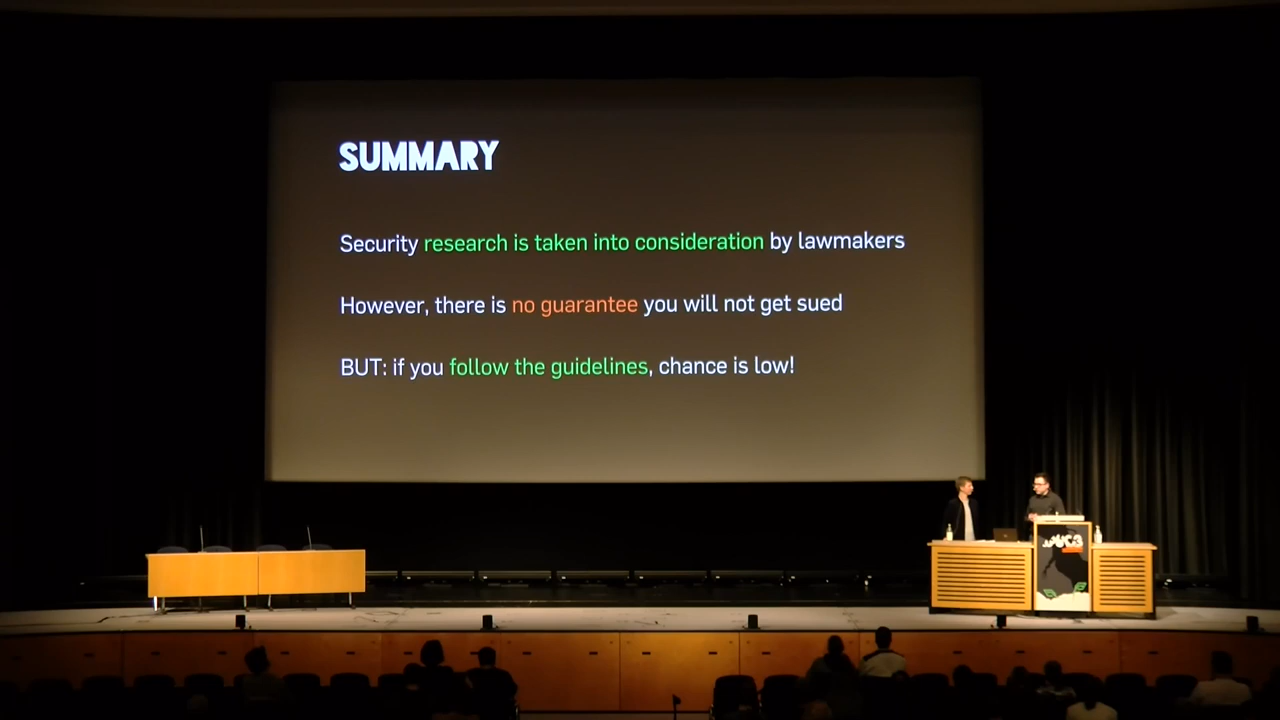 SUMMARY
Security research is taken into consideration by lawmakers
However, there is no guarantee you will not get sued
BUT: if you follow the guidelines, chance is low!